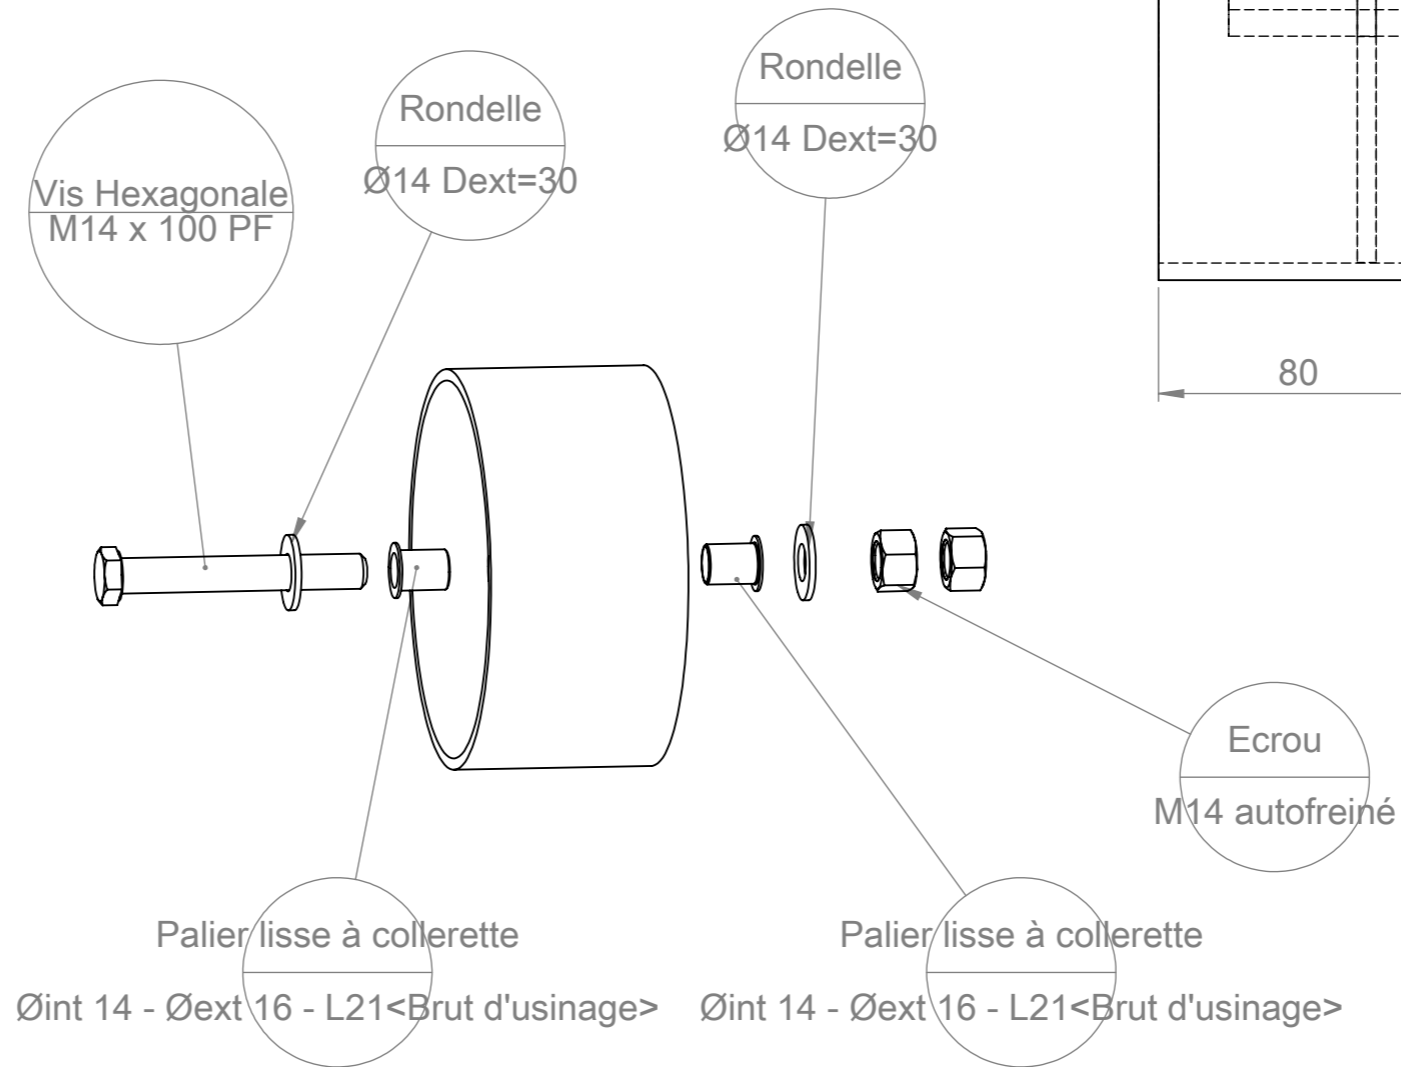 Rondelle
Ø14 Dext=30
Rondelle
Ø14 Dext=30
Vis Hexagonale
M14 x 100 PF
80
Ecrou
M14 autofreiné
Palier lisse à collerette
Øint 14 - Øext 16 - L21<Brut d'usinage>
Palier lisse à collerette
Øint 14 - Øext 16 - L21<Brut d'usinage>